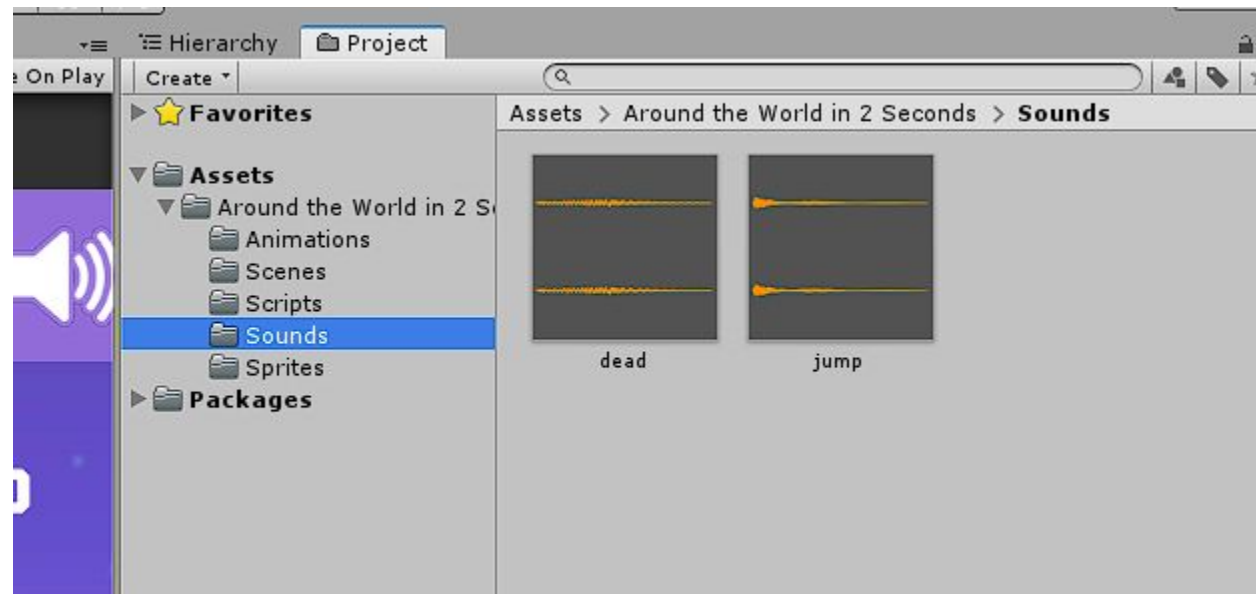 Hierarchy Project
On Play Create
Favorites
Assets > Around the World in 2 Seconds > Sounds
Assets
Around the World in 2
Animations
Scenes
Scripts
Sounds
Sprites
Packages
dead jump